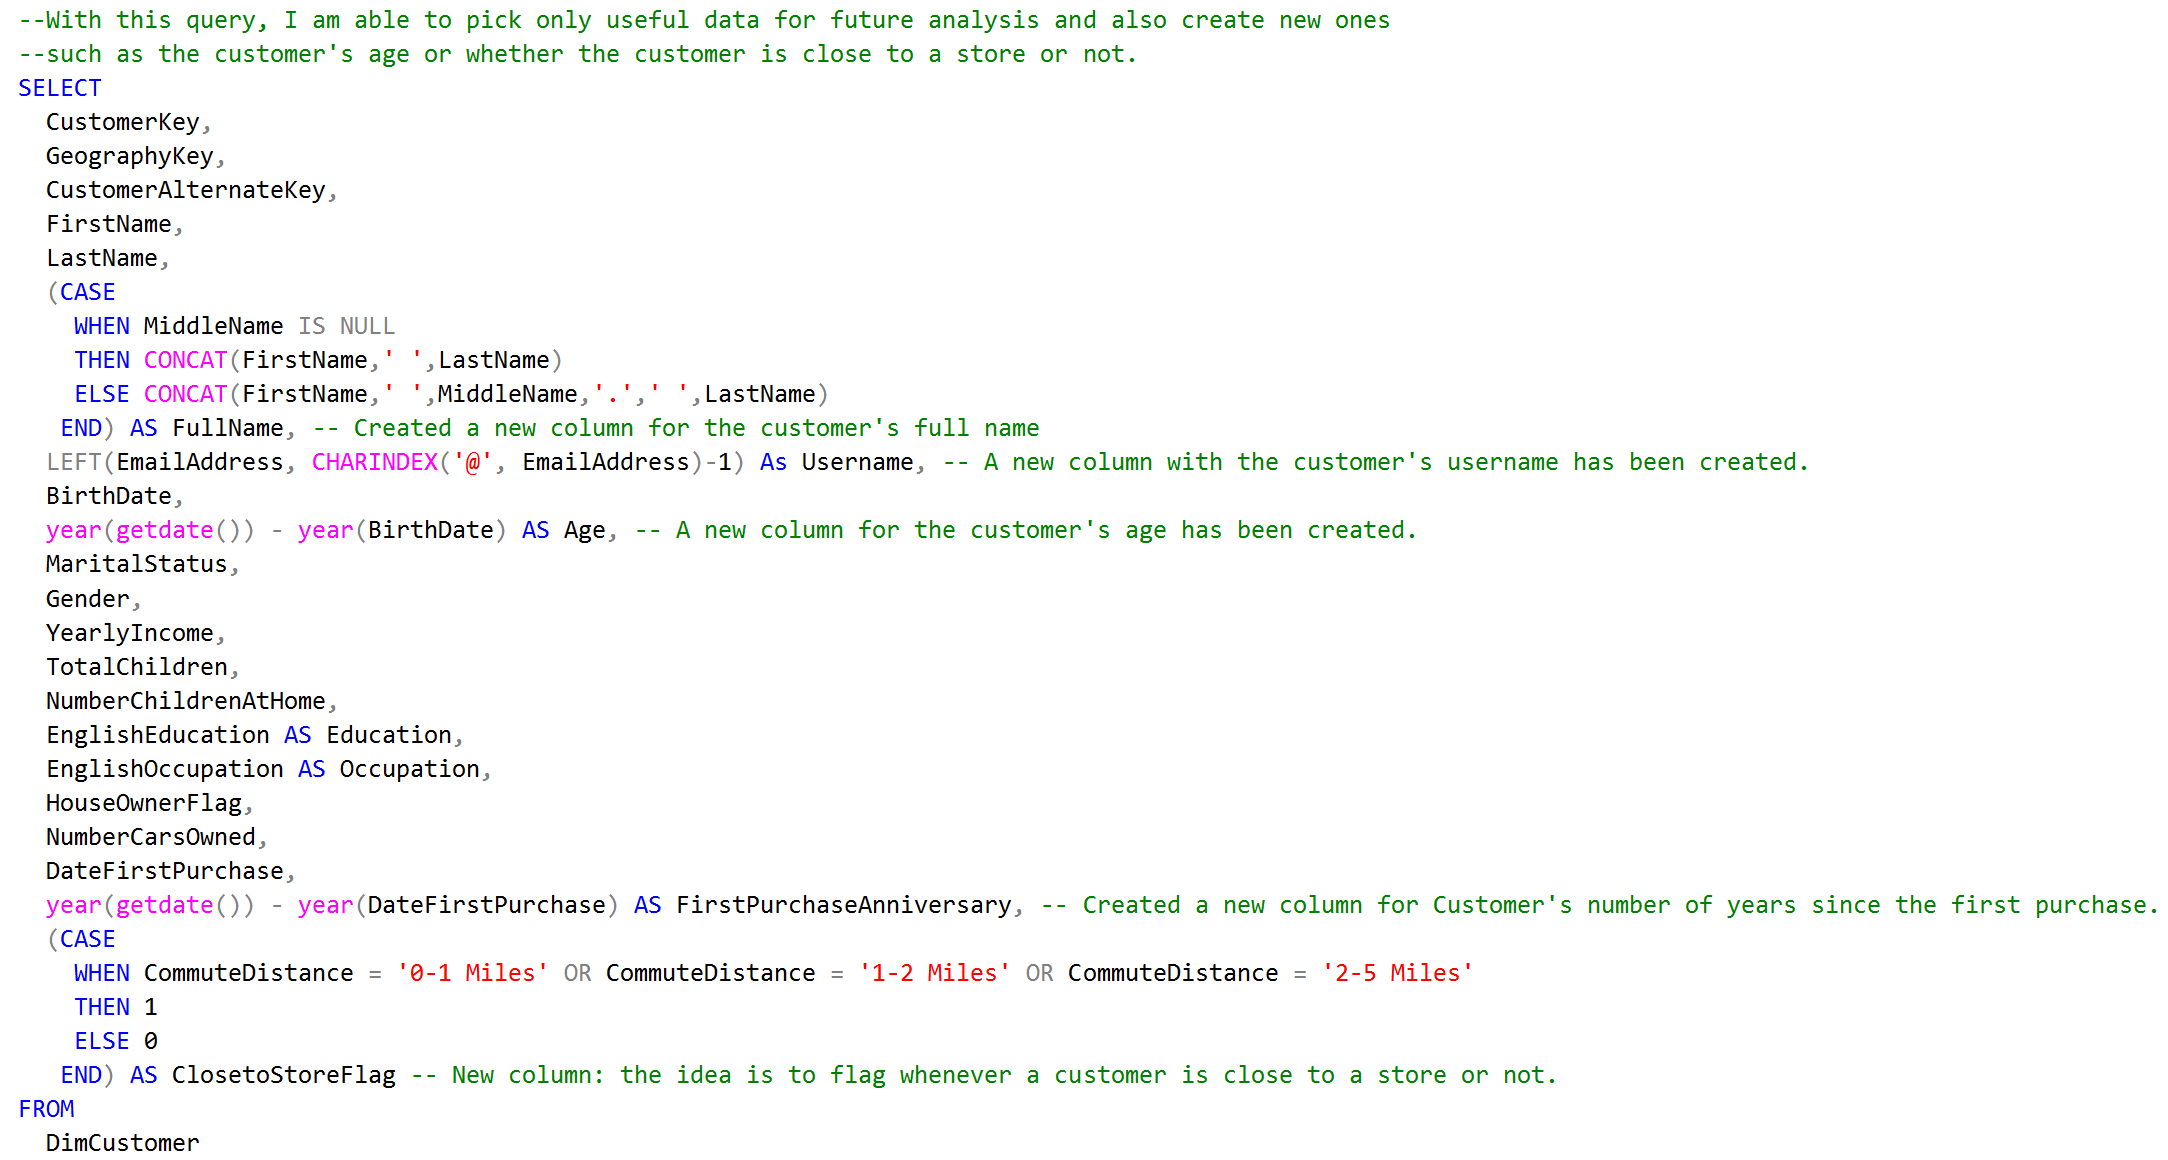 --With this query, I am able to pick only useful data for future analysis and also create new ones
--such as the customer's age or whether the customer is close to a store or not.
SELECT
  CustomerKey,
  GeographyKey,
  CustomerAlternateKey,
  FirstName,
  LastName,
  (CASE
    WHEN MiddleName IS NULL
    THEN CONCAT(FirstName,' ',LastName)
    ELSE CONCAT(FirstName,' ',MiddleName,'.',' ',LastName)
   END) AS FullName, -- Created a new column for the customer's full name
  LEFT(EmailAddress, CHARINDEX('@', EmailAddress)-1) As Username, -- A new column with the customer's username has been created.
  BirthDate,
  year(getdate()) - year(BirthDate) AS Age, -- A new column for the customer's age has been created.
  MaritalStatus,
  Gender,
  YearlyIncome,
  TotalChildren,
  NumberChildrenAtHome,
  EnglishEducation AS Education,
  EnglishOccupation AS Occupation,
  HouseOwnerFlag,
  NumberCarsOwned,
  DateFirstPurchase,
  year(getdate()) - year(DateFirstPurchase) AS FirstPurchaseAnniversary, -- Created a new column for Customer's number of years since the first purchase.
  (CASE
    WHEN CommuteDistance = '0-1 Miles' OR CommuteDistance = '1-2 Miles' OR CommuteDistance = '2-5 Miles'
    THEN 1
    ELSE 0
   END) AS ClosetoStoreFlag -- New column: the idea is to flag whenever a customer is close to a store or not.
FROM
  DimCustomer